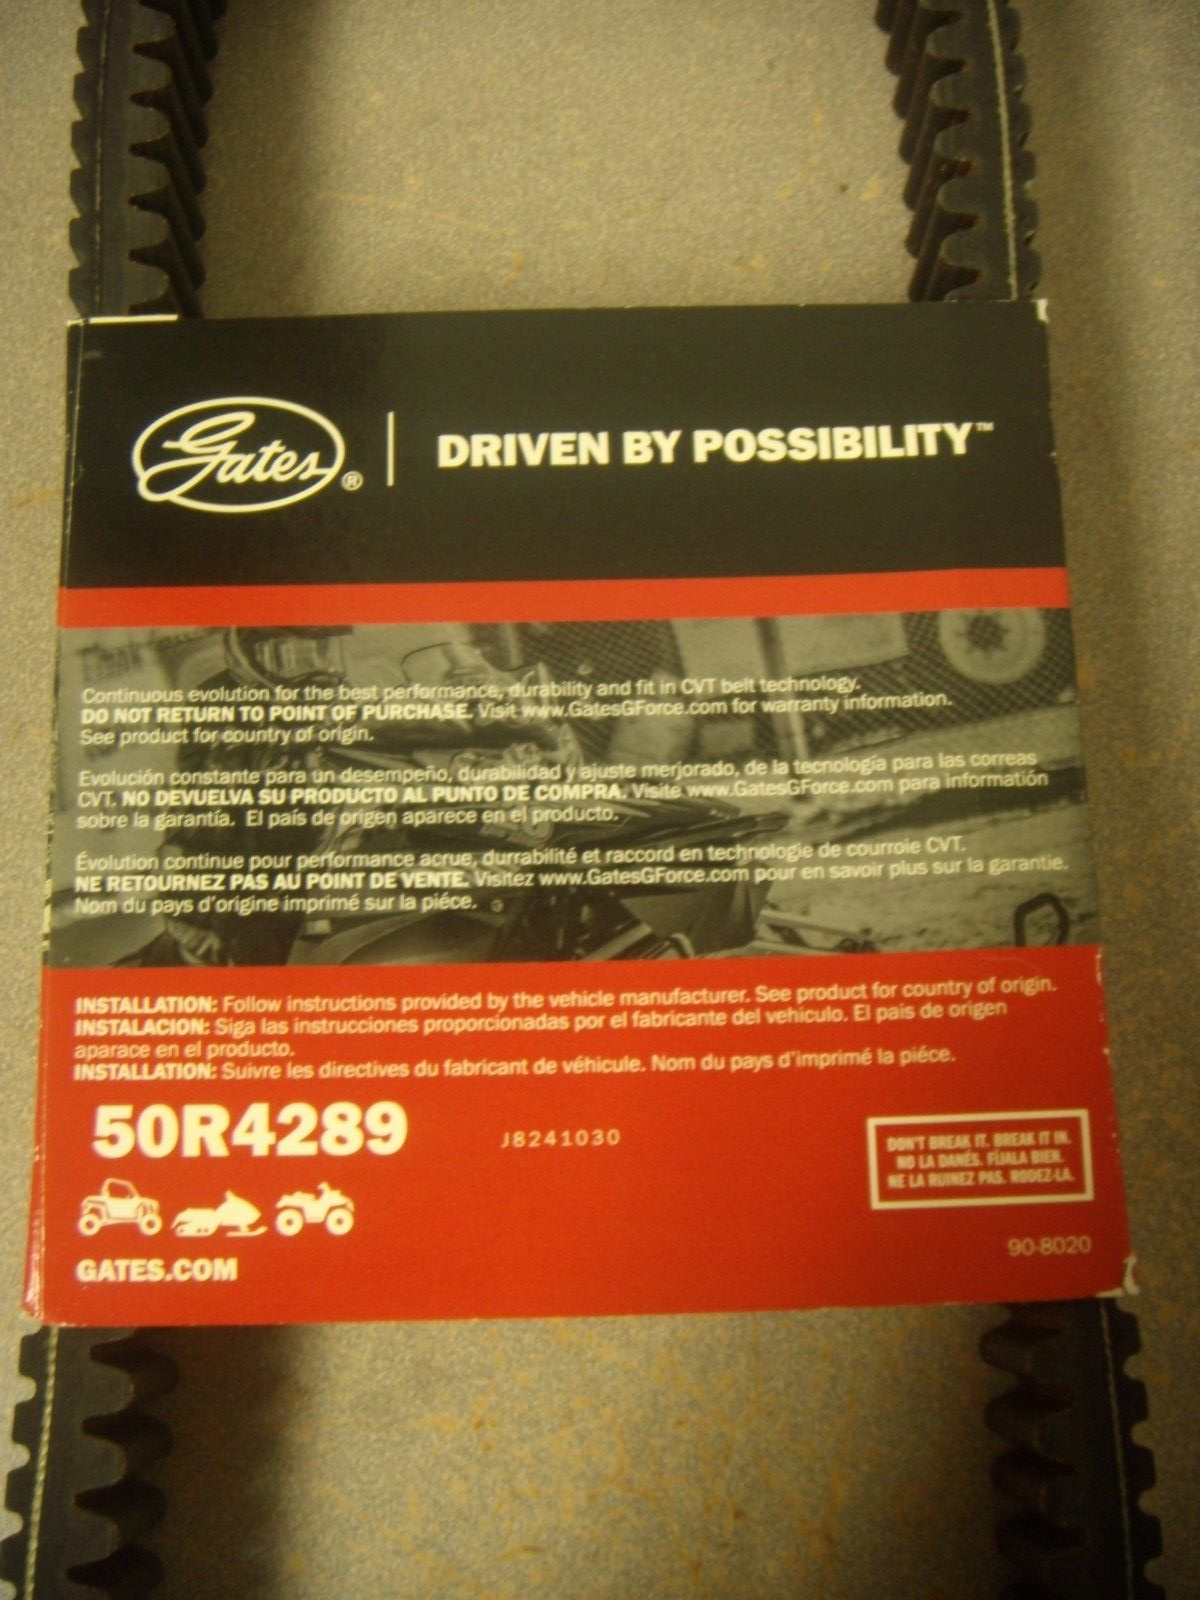 Gates ® | DRIVEN BY POSSIBILITY™
Continuous evolution for the best performance, durability and fit in CVT belt technology.
DO NOT RETURN TO POINT OF PURCHASE. Visit www.GatesGForce.com for warranty information.
See product for country of origin.
Evolución constante para un desempeño, durabilidad y ajuste merjorado, de la tecnología para las correas
CVT. NO DEVUELVA SU PRODUCTO AL PUNTO DE COMPRA. Visite www.GatesGForce.com para información
sobre la garantía. El país de origen aparece en el producto.
Évolution continue pour performance acrue, durrabilité et raccord en technologie de courroie CVT.
NE RETOURNEZ PAS AU POINT DE VENTE. Visitez www.GatesGForce.com pour en savoir plus sur la garantie.
Nom du pays d'origine imprimé sur la piéce.
INSTALLATION: Follow instructions provided by the vehicle manufacturer. See product for country of origin.
INSTALACION: Siga las instrucciones proporcionadas por el fabricante del vehiculo. El país de origen
aparace en el producto.
INSTALLATION: Suivre les directives du fabricant de véhicule. Nom du pays d'imprimé la piéce.
50R4289
J8241030
DON'T BREAK IT. BREAK IT IN.
NO LA DANÉS. FÍJALA BIEN.
NE LA RUINEZ PAS. RODEZ-LA.
90-8020
GATES.COM